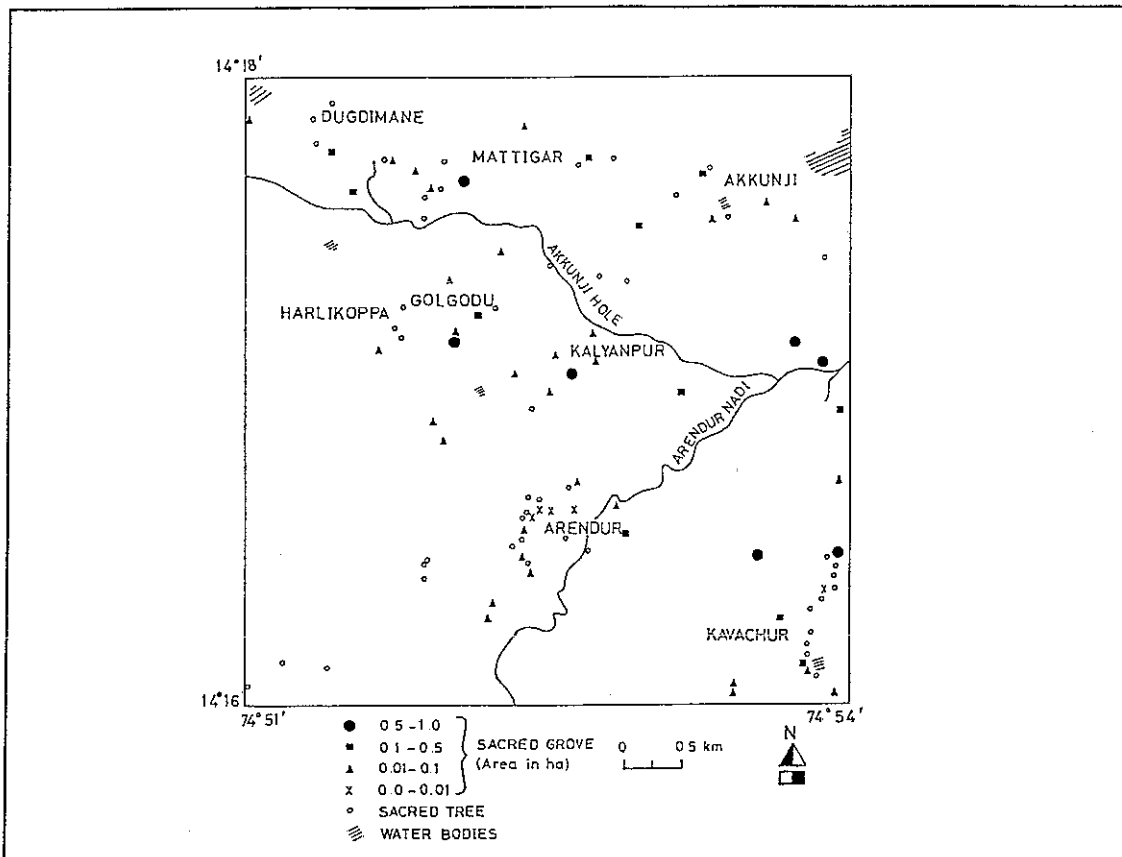 14°18'
DUGDIMANE
MATTIGAR
AKKUNJI
AKKUNJI HOLE
GOLGODU
HARLIKOPPA
KALYANPUR
ARENDUR NADI
ARENDUR
KAVACHUR
14°16'
74°51'
74°54'
0.5-1.0
0.1-0.5
0.01-0.1
0.0-0.01
SACRED GROVE
(Area in ha)
0 0.5 km
N
SACRED TREE
WATER BODIES